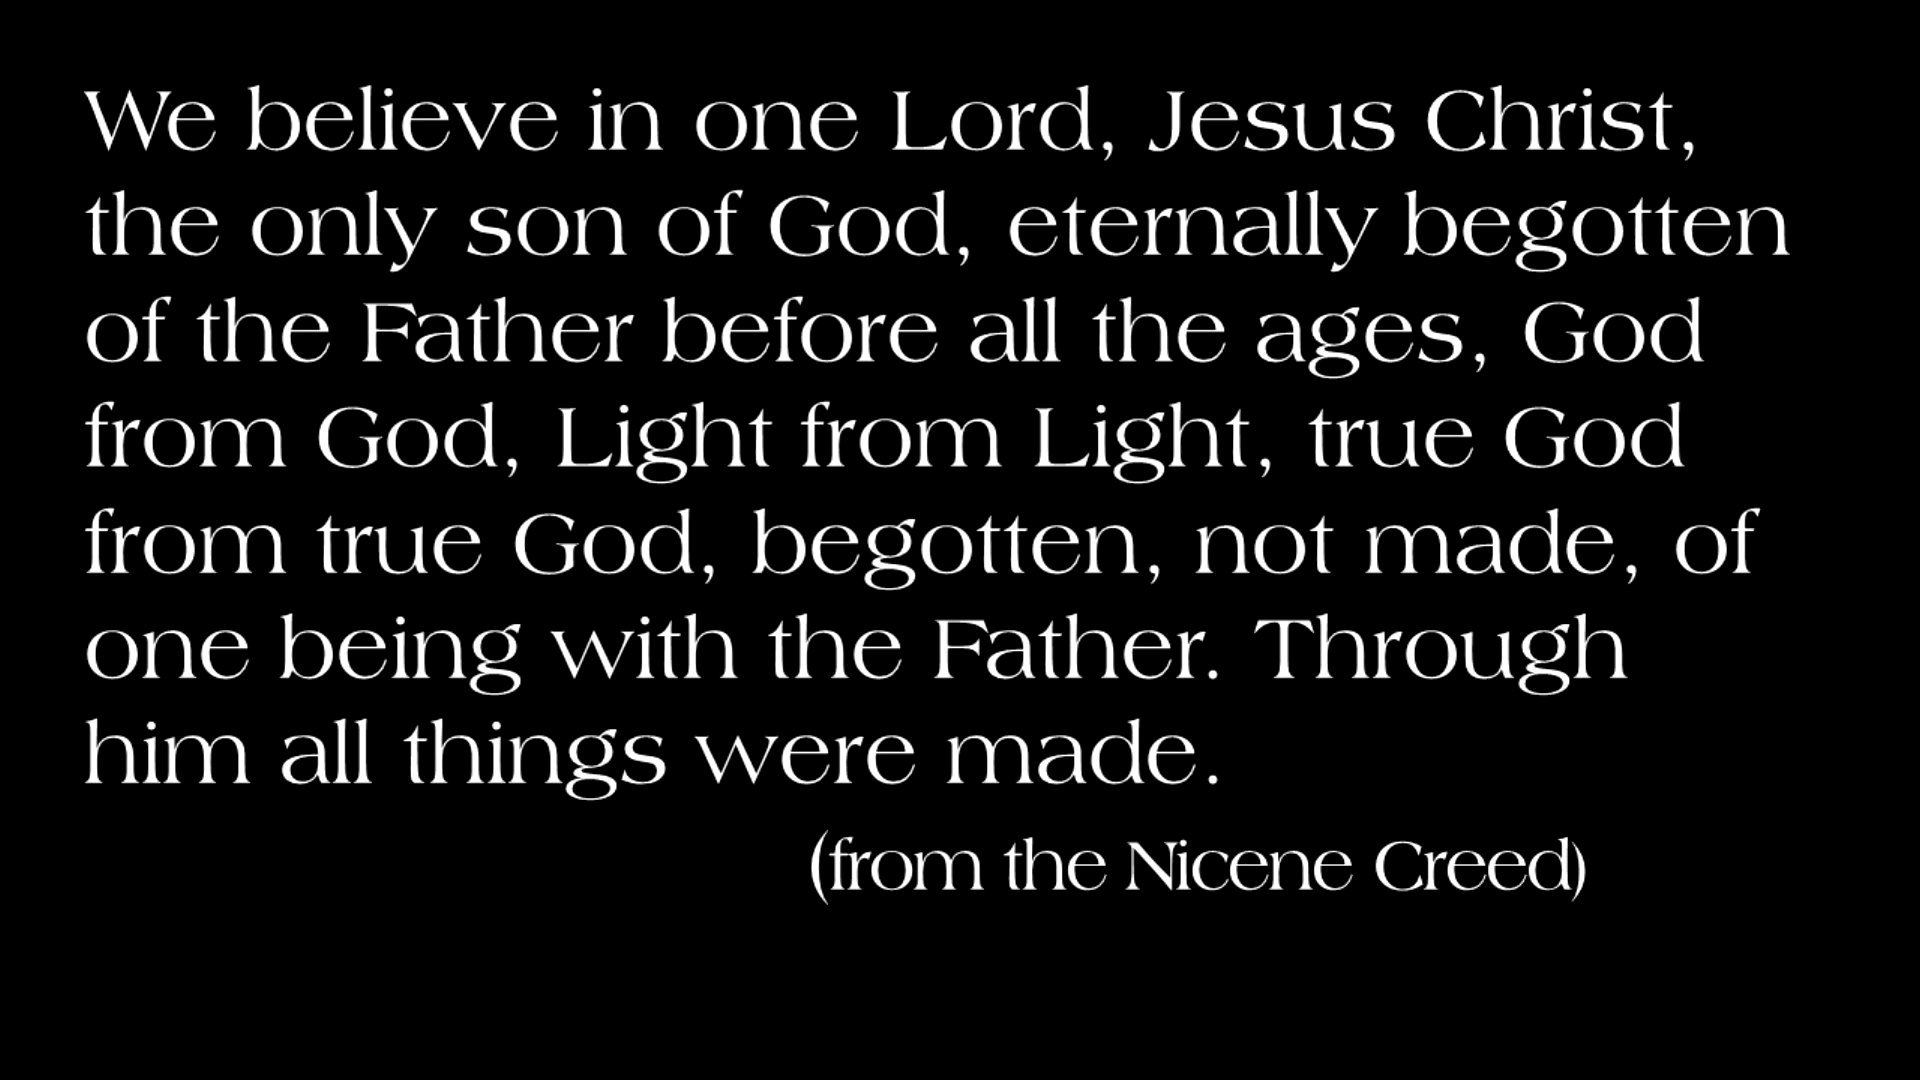 We believe in one Lord, Jesus Christ,
the only son of God, eternally begotten
of the Father before all the ages, God
from God, Light from Light, true God
from true God, begotten, not made, of
one being with the Father. Through
him all things were made.
(from the Nicene Creed)